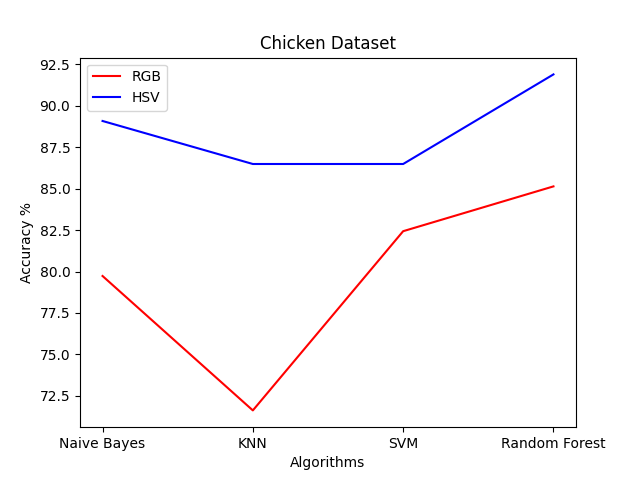 Chicken Dataset
RGB
HSV
92.5
90.0
87.5
85.0
82.5
80.0
77.5
75.0
72.5
Accuracy %
Naive Bayes KNN SVM Random Forest
Algorithms